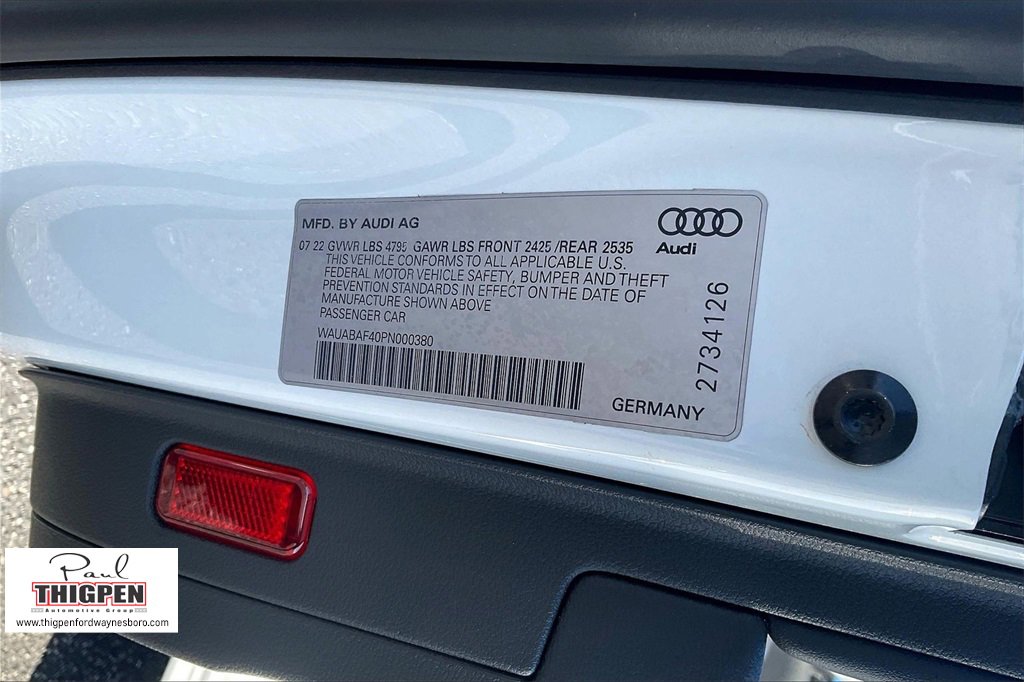 MFD. BY AUDI AG
Audi
07 22 GVWR LBS 4795 GAWR LBS FRONT 2425 /REAR 2535
THIS VEHICLE CONFORMS TO ALL APPLICABLE U.S.
FEDERAL MOTOR VEHICLE SAFETY, BUMPER AND THEFT
PREVENTION STANDARDS IN EFFECT ON THE DATE OF
MANUFACTURE SHOWN ABOVE
PASSENGER CAR
WAUABAF40PN000380
2734126
GERMANY
Paul
THIGPEN
Automotive Group
www.thigpenfordwaynesboro.com